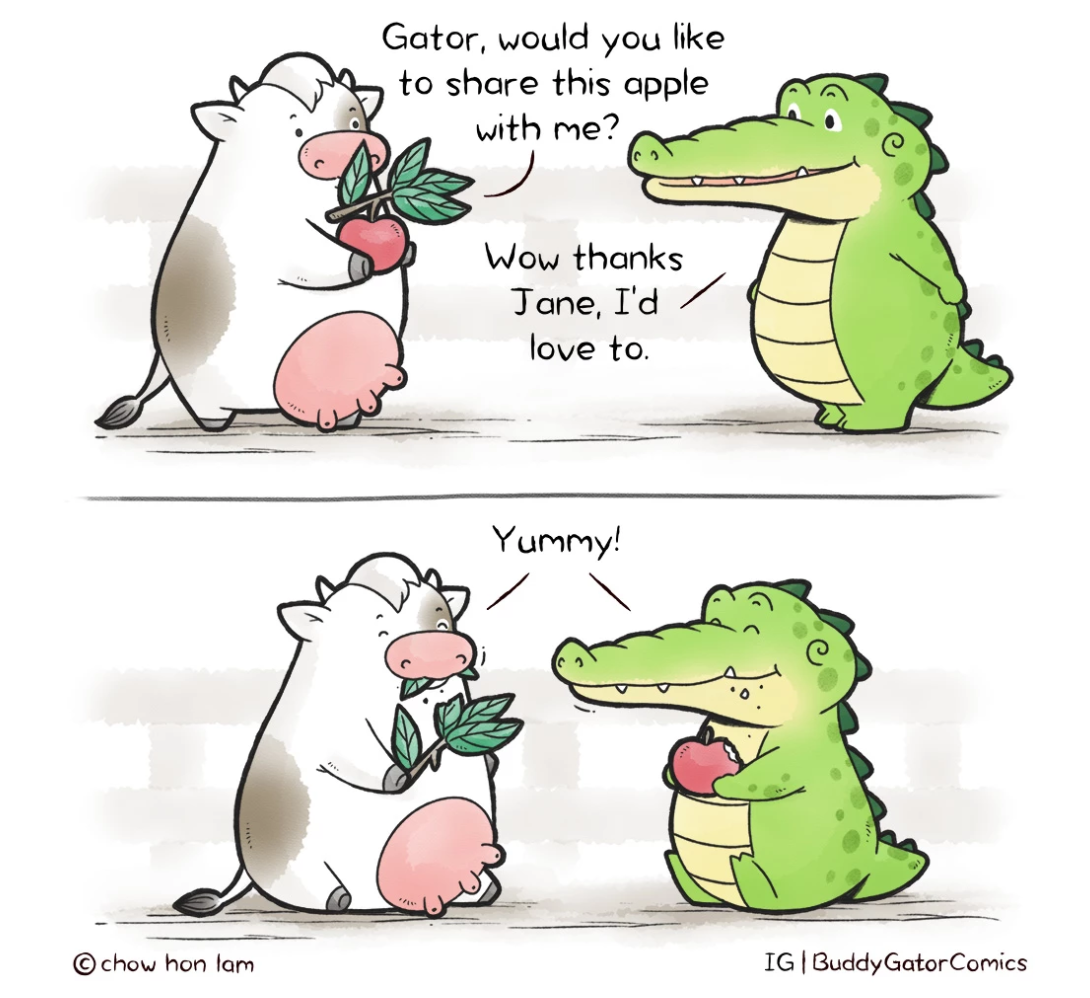 Gator, would you like
to share this apple
with me?
Wow thanks
Jane, I'd
love to.
Yummy!
© chow hon lam
IG | BuddyGatorComics